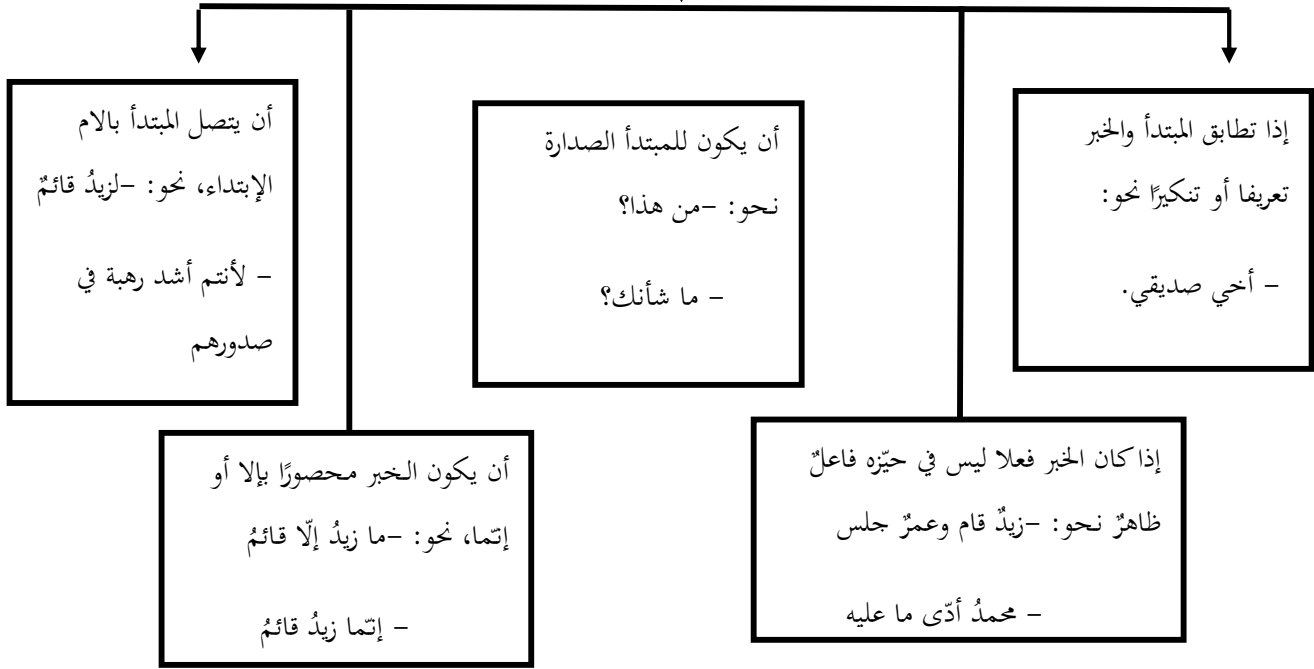 إذا تطابق المبتدأ والخبر
تعريفا أو تنكيرًا نحو:
– أخي صديقي.
أن يكون للمبتدأ الصدارة
نحو: –من هذا؟
– ما شأنك؟
أن يتصل المبتدأ بالام
الإبتداء، نحو: –لزيدُ قائمٌ
– لأنتم أشد رهبة في
صدورهم
إذا كان الخبر فعلا ليس في حيّزه فاعلٌ
ظاهرٌ نحو: –زيدٌ قام وعمرٌ جلس
– محمدُ أدّى ما عليه
أن يكون الخبر محصورًا بإلا أو
إنّما، نحو: –ما زيدُ إلّا قائمُ
– إنّما زيدُ قائمُ